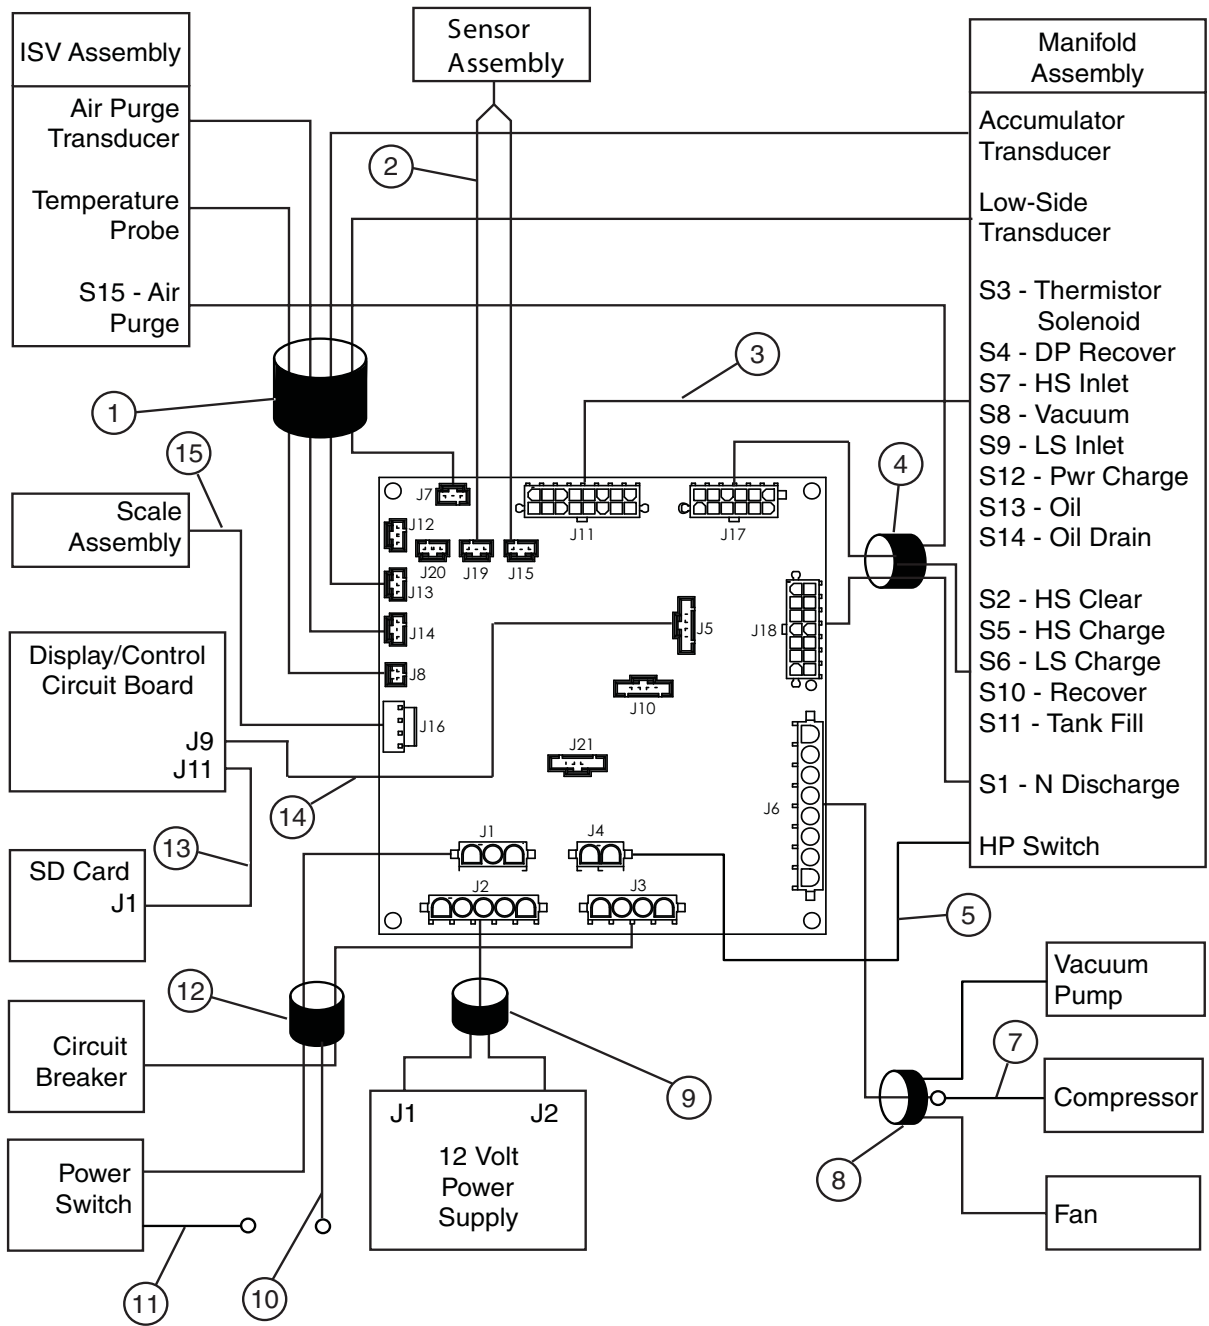 ISV Assembly
Air Purge
Transducer
Temperature
Probe
S15 - Air
Purge
Sensor
Assembly
Manifold
Assembly
Accumulator
Transducer
Low-Side
Transducer
S3 - Thermistor
Solenoid
S4 - DP Recover
S7 - HS Inlet
S8 - Vacuum
S9 - LS Inlet
S12 - Pwr Charge
S13 - Oil
S14 - Oil Drain
S2 - HS Clear
S5 - HS Charge
S6 - LS Charge
S10 - Recover
S11 - Tank Fill
S1 - N Discharge
HP Switch
2
3
1
15
4
Scale
Assembly
J7
J12
J20
J19
J15
J11
J17
J13
J14
J8
J16
J5
J18
J10
J21
J6
J1
J4
J2
J3
Display/Control
Circuit Board
J9
J11
14
13
SD Card
J1
5
12
Circuit
Breaker
9
Power
Switch
11
10
J1
J2
12 Volt
Power
Supply
Vacuum
Pump
7
Compressor
8
Fan